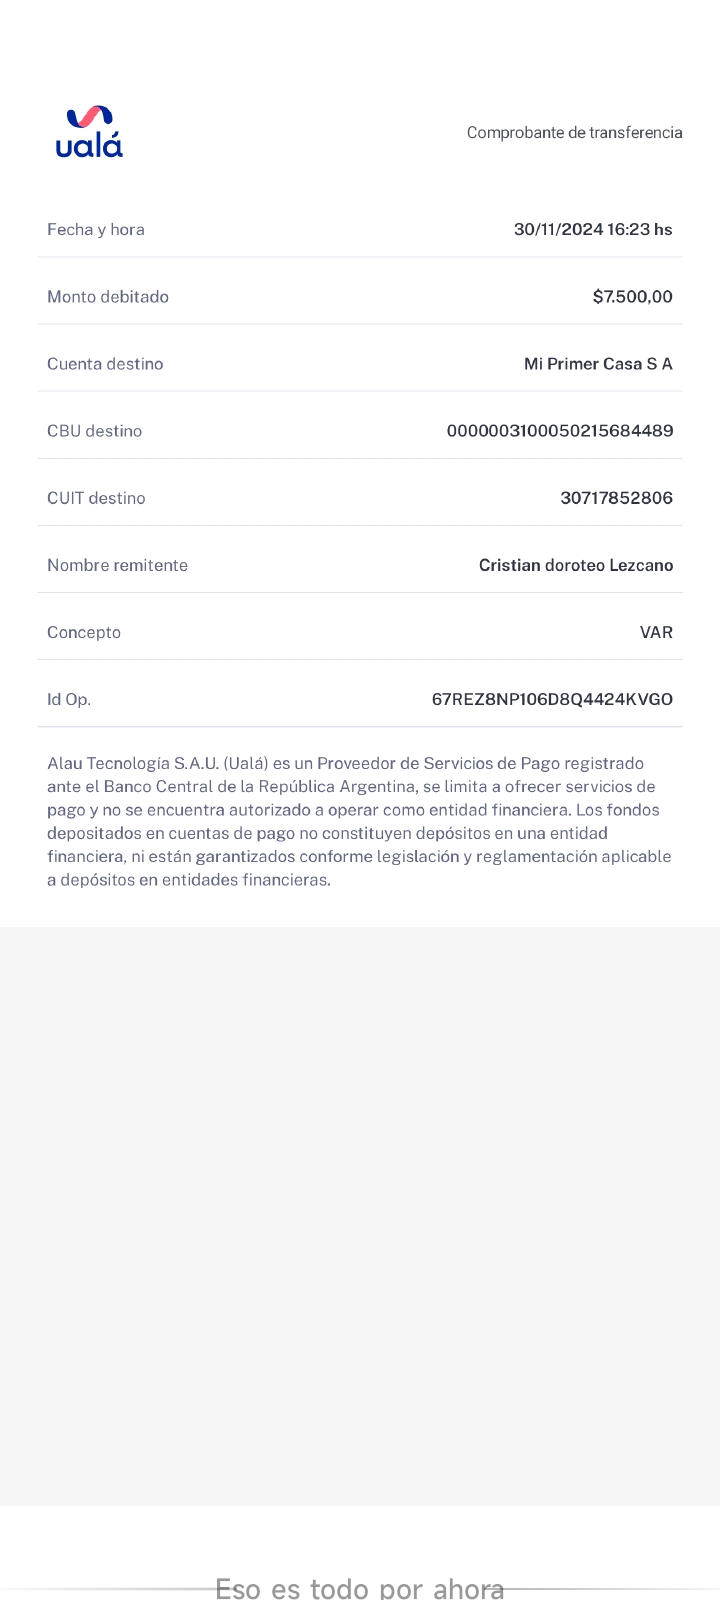 ualá
Comprobante de transferencia
Fecha y hora 30/11/2024 16:23 hs
Monto debitado $7.500,00
Cuenta destino Mi Primer Casa S A
CBU destino 0000003100050215684489
CUIT destino 30717852806
Nombre remitente Cristian doroteo Lezcano
Concepto VAR
Id Op. 67REZ8NP106D8Q4424KVGO
Alau Tecnología S.A.U. (Ualá) es un Proveedor de Servicios de Pago registrado
ante el Banco Central de la República Argentina, se limita a ofrecer servicios de
pago y no se encuentra autorizado a operar como entidad financiera. Los fondos
depositados en cuentas de pago no constituyen depósitos en una entidad
financiera, ni están garantizados conforme legislación y reglamentación aplicable
a depósitos en entidades financieras.
Eso es todo por ahora